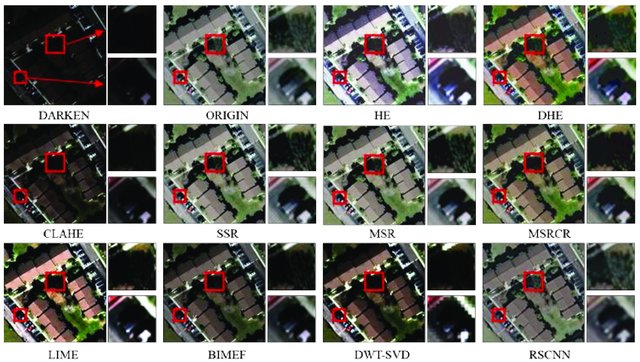 DARKEN
ORIGIN
HE
DHE
CLAHE
SSR
MSR
MSRCR
LIME
BIMEF
DWT-SVD
RSCNN